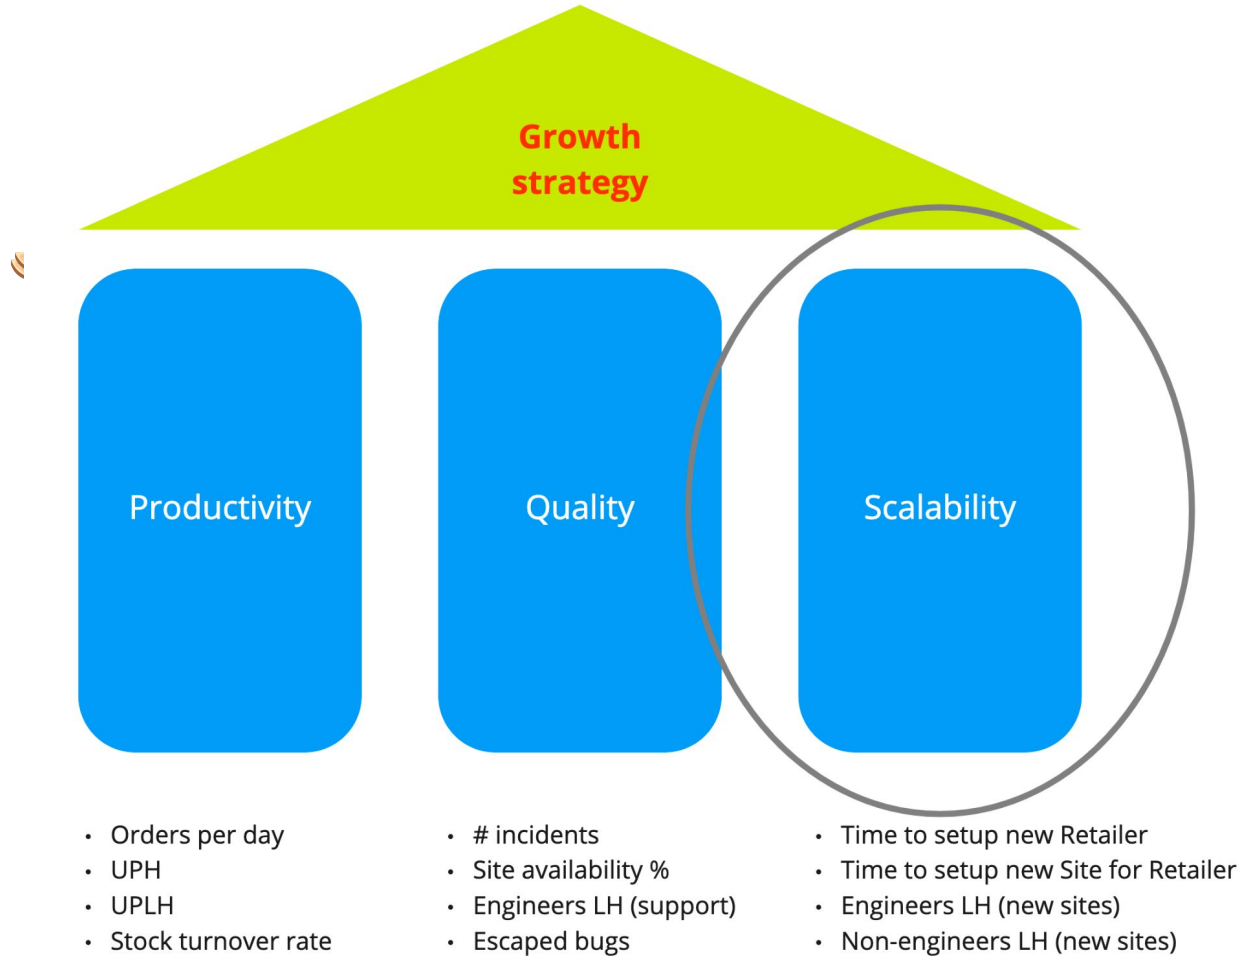 Growth
strategy
Productivity
Quality
Scalability
• Orders per day
• UPH
• UPLH
• Stock turnover rate
• # incidents
• Site availability %
• Engineers LH (support)
• Escaped bugs
• Time to setup new Retailer
• Time to setup new Site for Retailer
• Engineers LH (new sites)
• Non-engineers LH (new sites)